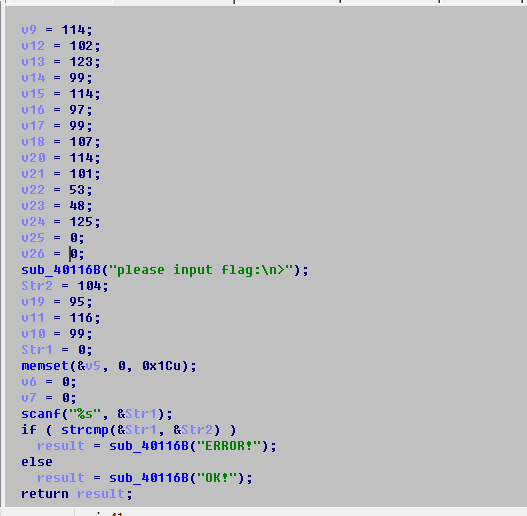 v9 = 114;
v12 = 102;
v13 = 123;
v14 = 99;
v15 = 114;
v16 = 97;
v17 = 99;
v18 = 107;
v20 = 114;
v21 = 101;
v22 = 53;
v23 = 48;
v24 = 125;
v25 = 0;
v26 = 0;
sub_40116B("please input flag:\n>");
Str2 = 104;
v19 = 95;
v11 = 116;
v10 = 99;
Str1 = 0;
memset(&v5, 0, 0x1Cu);
v6 = 0;
v7 = 0;
scanf("%s", &Str1);
if ( strcmp(&Str1, &Str2) )
result = sub_40116B("ERROR!");
else
result = sub_40116B("OK!");
return result;